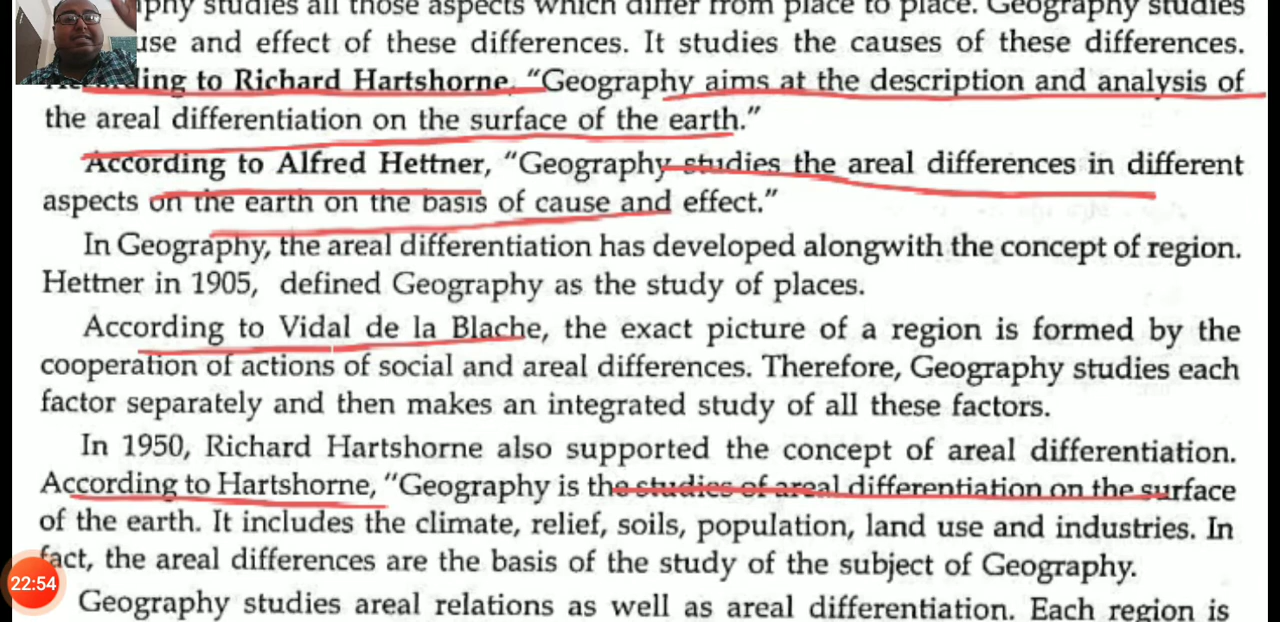 phy studies all those aspects which differ from place to place. Geography studies
use and effect of these differences. It studies the causes of these differences.
According to Richard Hartshorne, “Geography aims at the description and analysis of
the areal differentiation on the surface of the earth.”
According to Alfred Hettner, “Geography studies the areal differences in different
aspects on the earth on the basis of cause and effect.”
In Geography, the areal differentiation has developed alongwith the concept of region.
Hettner in 1905, defined Geography as the study of places.
According to Vidal de la Blache, the exact picture of a region is formed by the
cooperation of actions of social and areal differences. Therefore, Geography studies each
factor separately and then makes an integrated study of all these factors.
In 1950, Richard Hartshorne also supported the concept of areal differentiation.
According to Hartshorne, “Geography is the studies of areal differentiation on the surface
of the earth. It includes the climate, relief, soils, population, land use and industries. In
fact, the areal differences are the basis of the study of the subject of Geography.
22:54
Geography studies areal relations as well as areal differentiation. Each region is